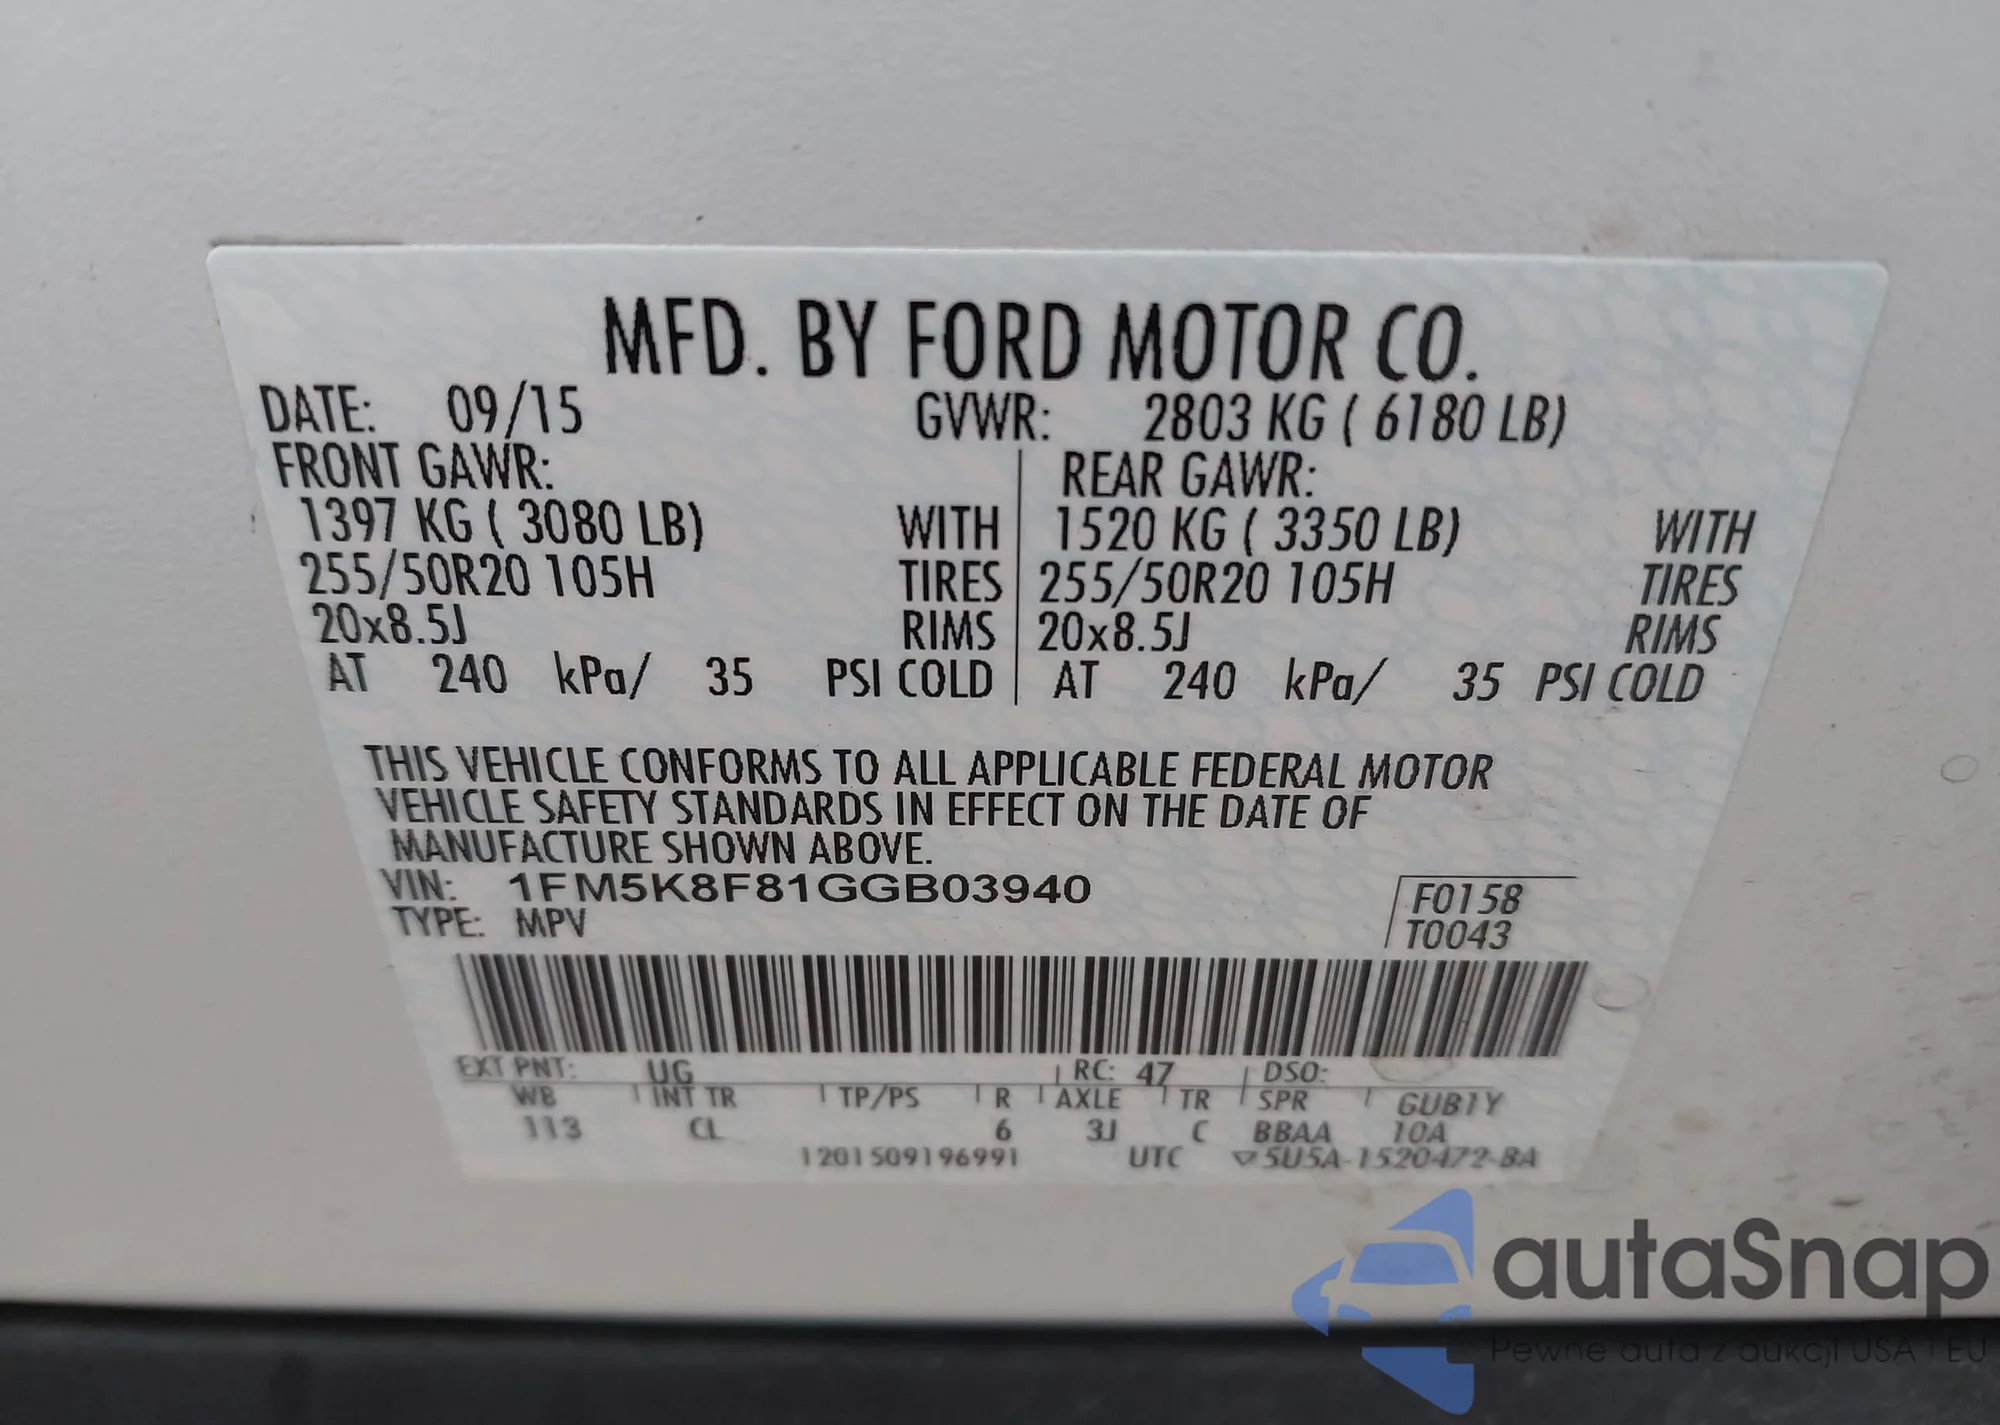 MFD. BY FORD MOTOR CO.
DATE: 09/15 GVWR: 2803 KG ( 6180 LB)
FRONT GAWR: REAR GAWR:
1397 KG ( 3080 LB) WITH 1520 KG ( 3350 LB) WITH
255/50R20 105H TIRES 255/50R20 105H TIRES
20x8.5J RIMS 20x8.5J RIMS
AT 240 kPa/ 35 PSI COLD AT 240 kPa/ 35 PSI COLD
THIS VEHICLE CONFORMS TO ALL APPLICABLE FEDERAL MOTOR
VEHICLE SAFETY STANDARDS IN EFFECT ON THE DATE OF
MANUFACTURE SHOWN ABOVE.
VIN: 1FM5K8F81GGB03940 F0158
TYPE: MPV T0043
EXT PNT: UG RC: 47 DSO:
WB INT TR TP/PS R AXLE TR SPR GUB1Y
113 CL 6 3J C BBAA 10A
1201509196991 UTC ▽5U5A-1520472-BA
autaSnap
Pewne auta z aukcji USA i EU